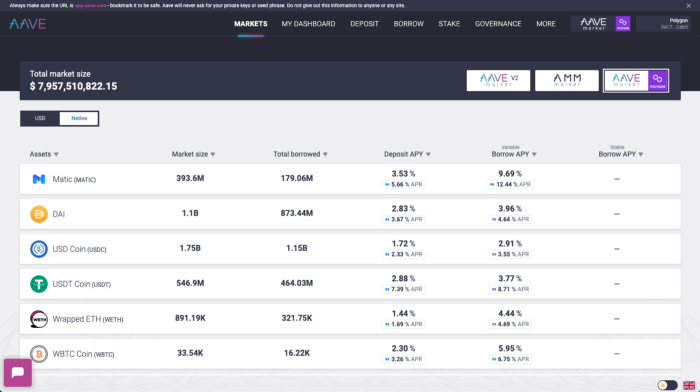 Always make sure the URL is app.aave.com - bookmark it to be safe. Aave will never ask for your private keys or seed phrase. Do not give out this information to anyone or any site.
AAVE MARKETS MY DASHBOARD DEPOSIT BORROW STAKE GOVERNANCE MORE AAVE market POLYGON Polygon
Total market size
$ 7,957,510,822.15
AAVE V2 market
AMM market
AAVE market POLYGON
USD Native
Assets Market size Total borrowed Deposit APY Variable Borrow APY Stable Borrow APY
Matic (MATIC) 393.6M 179.06M 3.53 % 9.69 % —
5.66 % APR 12.44 % APR
DAI 1.1B 873.44M 2.83 % 3.96 % —
3.67 % APR 4.64 % APR
USD Coin (USDC) 1.75B 1.15B 1.72 % 2.91 % —
2.33 % APR 3.55 % APR
USDT Coin (USDT) 546.9M 464.03M 2.88 % 3.77 % —
7.39 % APR 8.71 % APR
WETH Wrapped ETH (WETH) 891.19K 321.75K 1.44 % 4.44 % —
1.69 % APR 4.69 % APR
WBTC Coin (WBTC) 33.54K 16.22K 2.30 % 5.95 % —
3.26 % APR 6.75 % APR